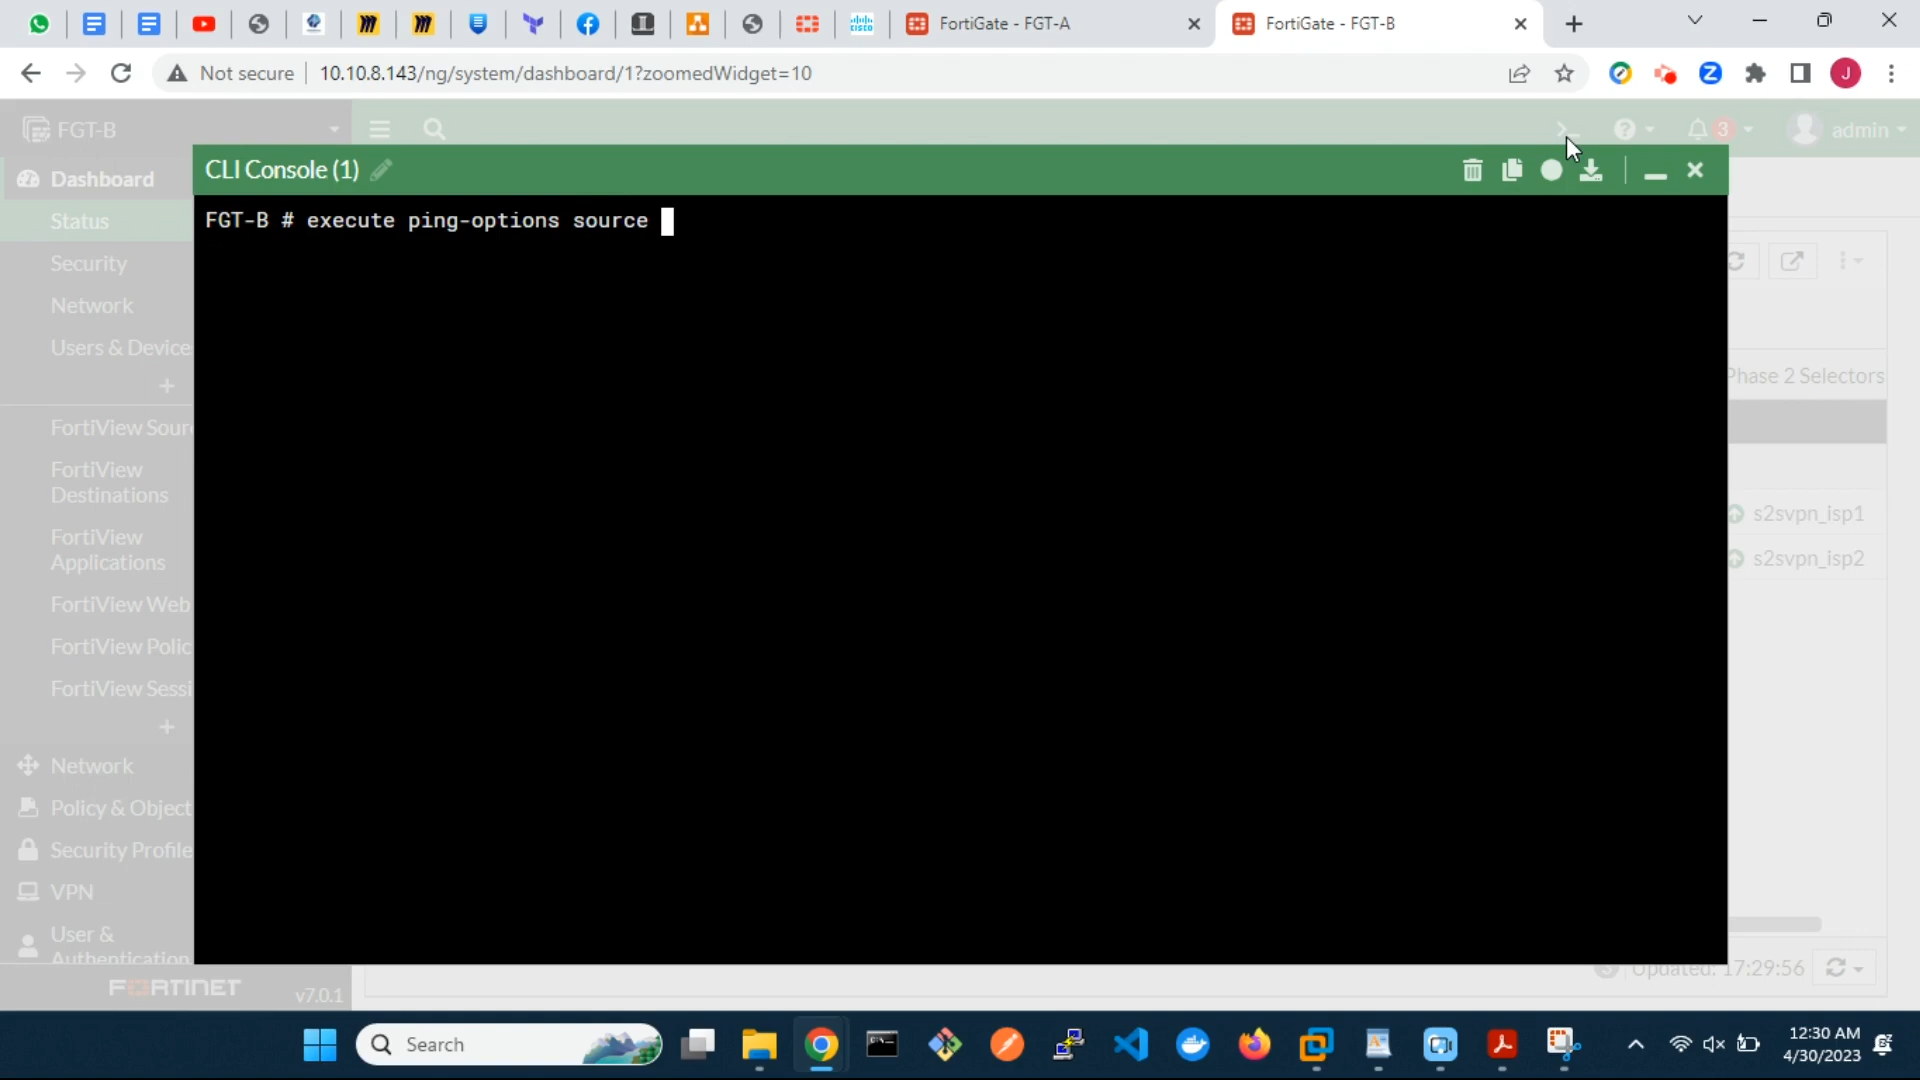 FortiGate - FGT-A
FortiGate - FGT-B
Not secure
10.10.8.143/ng/system/dashboard/1?zoomedWidget=10
J
FGT-B
3
admin
CLI Console (1)
FGT-B # execute ping-options source
Dashboard
Status
Security
Network
Users & Device
+
FortiView Sour
FortiView
Destinations
FortiView
Applications
FortiView Web
FortiView Polic
FortiView Sessi
+
Network
Policy & Object
Security Profile
VPN
User &
Authentication
FORTINET
v7.0.1
Phase 2 Selectors
s2svpn_isp1
s2svpn_isp2
Updated: 17:29:56
Search
12:30 AM
4/30/2023